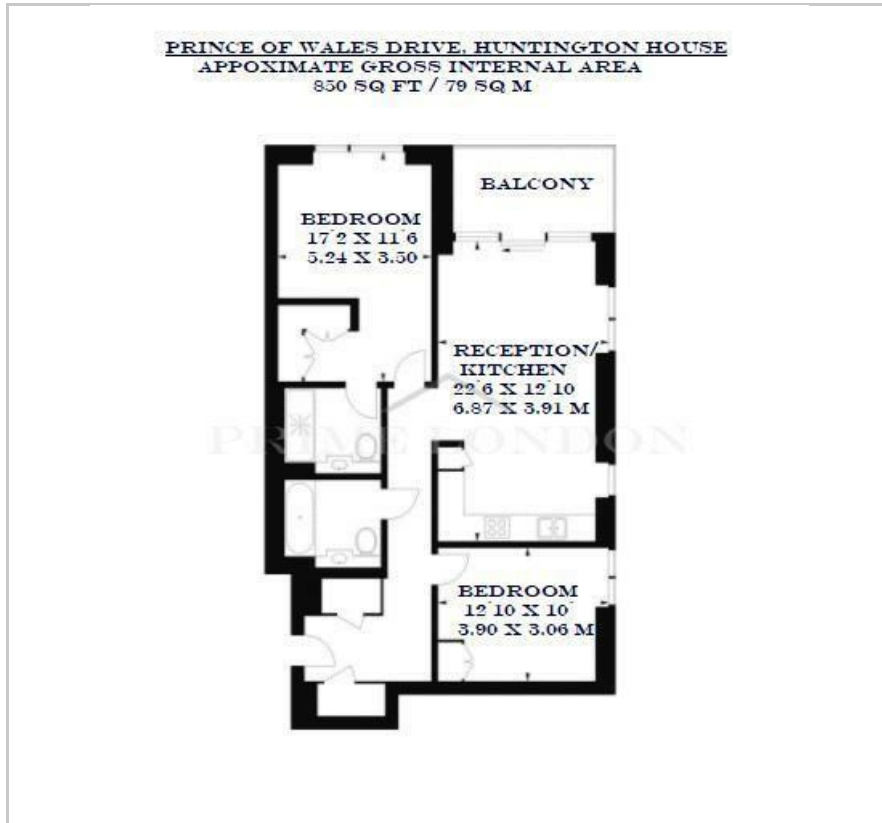 PRINCE OF WALES DRIVE, HUNTINGTON HOUSE
APPOXIMATE GROSS INTERNAL AREA
850 SQ FT / 79 SQ M
BALCONY
BEDROOM
17'2 X 11'6
5.24 X 3.50
RECEPTION/
KITCHEN
22'6 X 12'10
6.87 X 3.91 M
PRIME LONDON
BEDROOM
12'10 X 10'
3.90 X 3.06 M